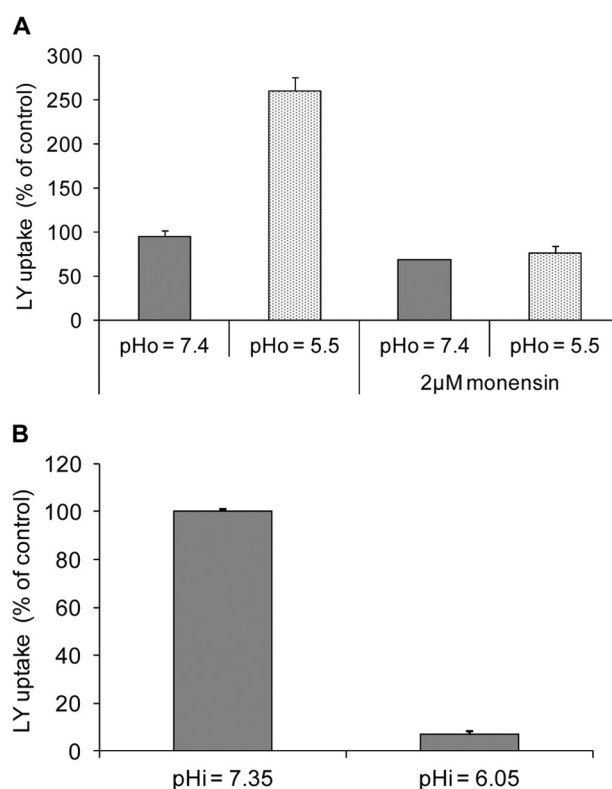 A
LY uptake (% of control)
300
250
200
150
100
50
0
pHo = 7.4 pHo = 5.5 pHo = 7.4 pHo = 5.5
2µM monensin
B
LY uptake (% of control)
120
100
80
60
40
20
0
pHi = 7.35 pHi = 6.05